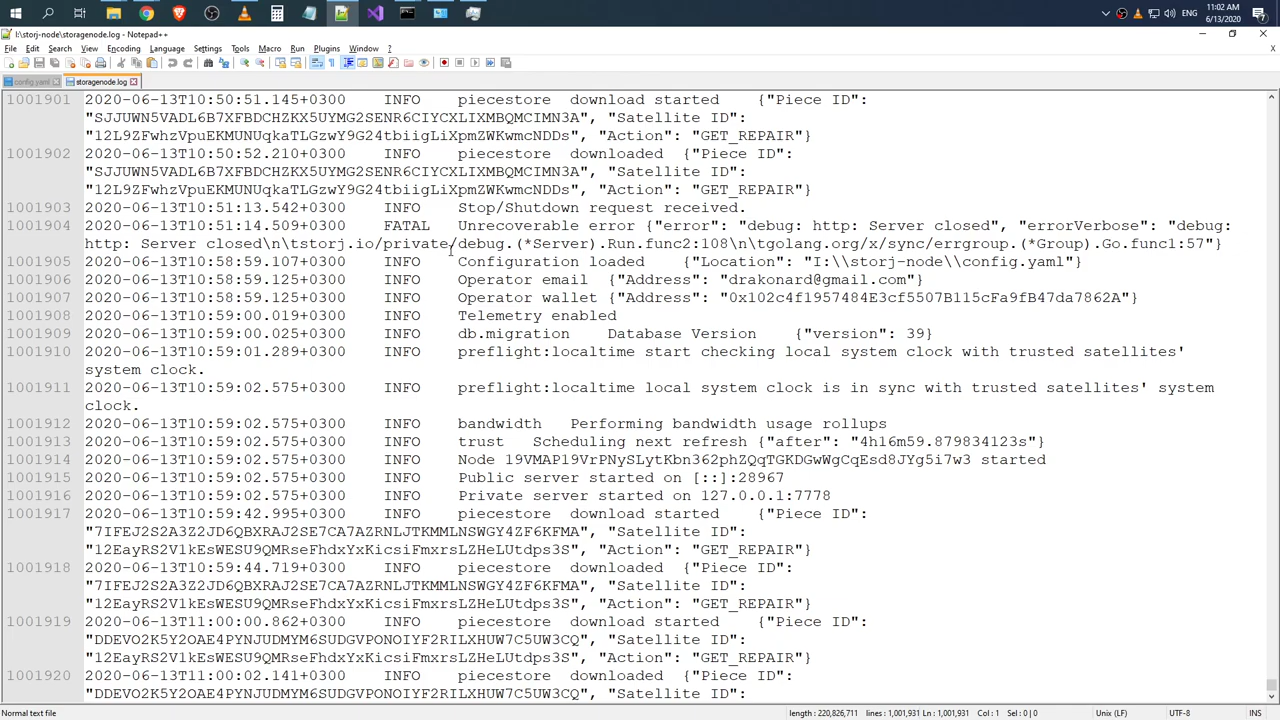 11:02 AM
ENG
6/13/2020
I:\storj-node\storagenode.log - Notepad++
File Edit Search View Encoding Language Settings Tools Macro Run Plugins Window ?
X
config.yaml storagenode.log
1001901 2020-06-13T10:50:51.145+0300 INFO piecestore download started {"Piece ID":
"SJJUWN5VADL6B7XFBDCHZKX5UYMG2SENR6CIYCXLIXMBQMCIMN3A", "Satellite ID":
"12L9ZFwhzVpuEKMUNUqkaTLGzwY9G24tbiigLiXpmZWKwmcNDDs", "Action": "GET_REPAIR"}
1001902 2020-06-13T10:50:52.210+0300 INFO piecestore downloaded {"Piece ID":
"SJJUWN5VADL6B7XFBDCHZKX5UYMG2SENR6CIYCXLIXMBQMCIMN3A", "Satellite ID":
"12L9ZFwhzVpuEKMUNUqkaTLGzwY9G24tbiigLiXpmZWKwmcNDDs", "Action": "GET_REPAIR"}
1001903 2020-06-13T10:51:13.542+0300 INFO Stop/Shutdown request received.
1001904 2020-06-13T10:51:14.509+0300 FATAL Unrecoverable error {"error": "debug: http: Server closed", "errorVerbose": "debug:
http: Server closed\n\tstorj.io/private/debug.(*Server).Run.func2:108\n\tgolang.org/x/sync/errgroup.(*Group).Go.func1:57"}
1001905 2020-06-13T10:58:59.107+0300 INFO Configuration loaded {"Location": "I:\\storj-node\\config.yaml"}
1001906 2020-06-13T10:58:59.125+0300 INFO Operator email {"Address": "drakonard@gmail.com"}
1001907 2020-06-13T10:58:59.125+0300 INFO Operator wallet {"Address": "0x102c4f1957484E3cf5507B115cFa9fB47da7862A"}
1001908 2020-06-13T10:59:00.019+0300 INFO Telemetry enabled
1001909 2020-06-13T10:59:00.025+0300 INFO db.migration Database Version {"version": 39}
1001910 2020-06-13T10:59:01.289+0300 INFO preflight:localtime start checking local system clock with trusted satellites'
system clock.
1001911 2020-06-13T10:59:02.575+0300 INFO preflight:localtime local system clock is in sync with trusted satellites' system
clock.
1001912 2020-06-13T10:59:02.575+0300 INFO bandwidth Performing bandwidth usage rollups
1001913 2020-06-13T10:59:02.575+0300 INFO trust Scheduling next refresh {"after": "4h16m59.879834123s"}
1001914 2020-06-13T10:59:02.575+0300 INFO Node 19VMAP19VrPNySLytKbn362phZQqTGKDGwWgCqEsd8JYg5i7w3 started
1001915 2020-06-13T10:59:02.575+0300 INFO Public server started on [::]:28967
1001916 2020-06-13T10:59:02.575+0300 INFO Private server started on 127.0.0.1:7778
1001917 2020-06-13T10:59:42.995+0300 INFO piecestore download started {"Piece ID":
"7IFEJ2S2A3Z2JD6QBXRAJ2SE7CA7AZRNLJTKMMLNSWGY4ZF6KFMA", "Satellite ID":
"12EayRS2V1kEsWESU9QMRseFhdxYxKicsiFmxrsLZHeLUtdps3S", "Action": "GET_REPAIR"}
1001918 2020-06-13T10:59:44.719+0300 INFO piecestore downloaded {"Piece ID":
"7IFEJ2S2A3Z2JD6QBXRAJ2SE7CA7AZRNLJTKMMLNSWGY4ZF6KFMA", "Satellite ID":
"12EayRS2V1kEsWESU9QMRseFhdxYxKicsiFmxrsLZHeLUtdps3S", "Action": "GET_REPAIR"}
1001919 2020-06-13T11:00:00.862+0300 INFO piecestore download started {"Piece ID":
"DDEVO2K5Y2OAE4PYNJUDMYM6SUDGVPONOIYF2RILXHUW7C5UW3CQ", "Satellite ID":
"12EayRS2V1kEsWESU9QMRseFhdxYxKicsiFmxrsLZHeLUtdps3S", "Action": "GET_REPAIR"}
1001920 2020-06-13T11:00:02.141+0300 INFO piecestore downloaded {"Piece ID":
"DDEVO2K5Y2OAE4PYNJUDMYM6SUDGVPONOIYF2RILXHUW7C5UW3CQ", "Satellite ID":
Normal text file length : 220,826,711 lines : 1,001,931 Ln : 1,001,931 Col : 1 Sel : 0 | 0 Unix (LF) UTF-8 INS